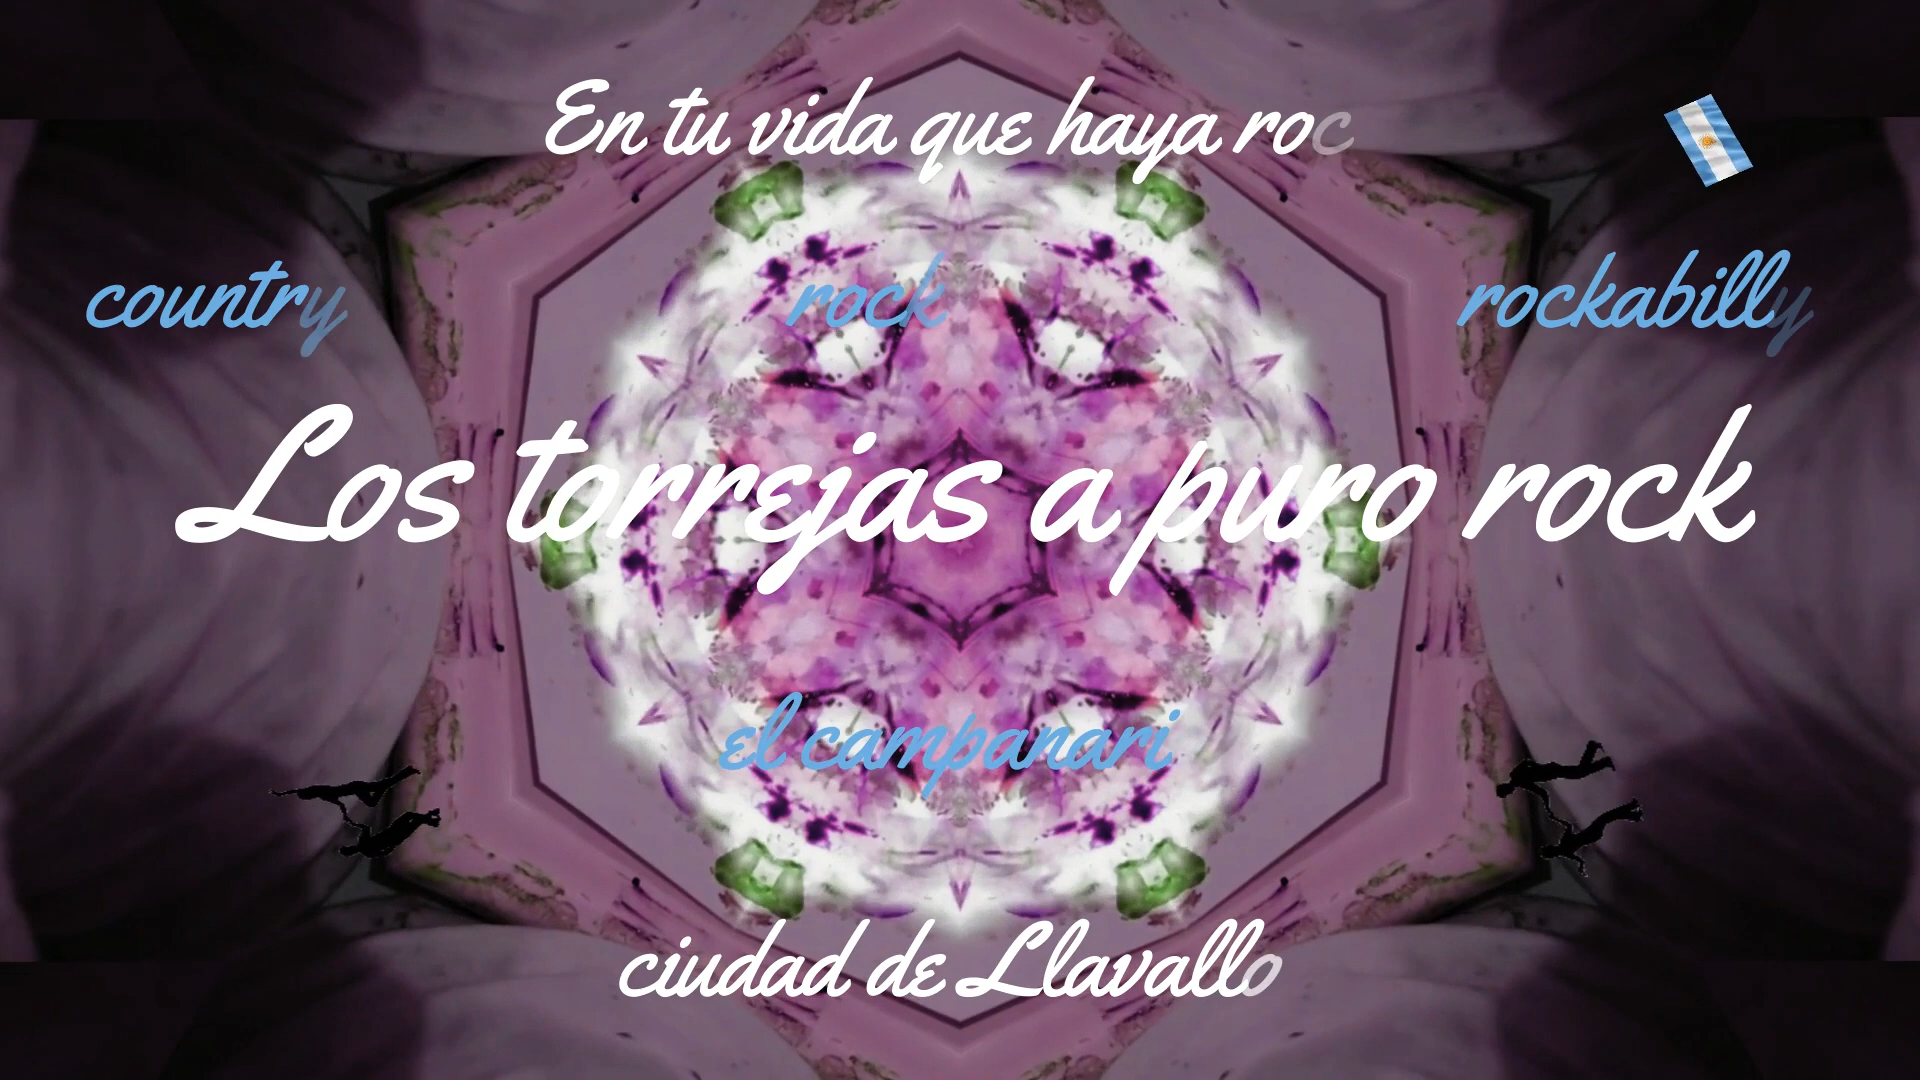 En tu vida que haya roc
country rock rockabilly
Los torrejas a puro rock
el campanari
ciudad de Llavallo